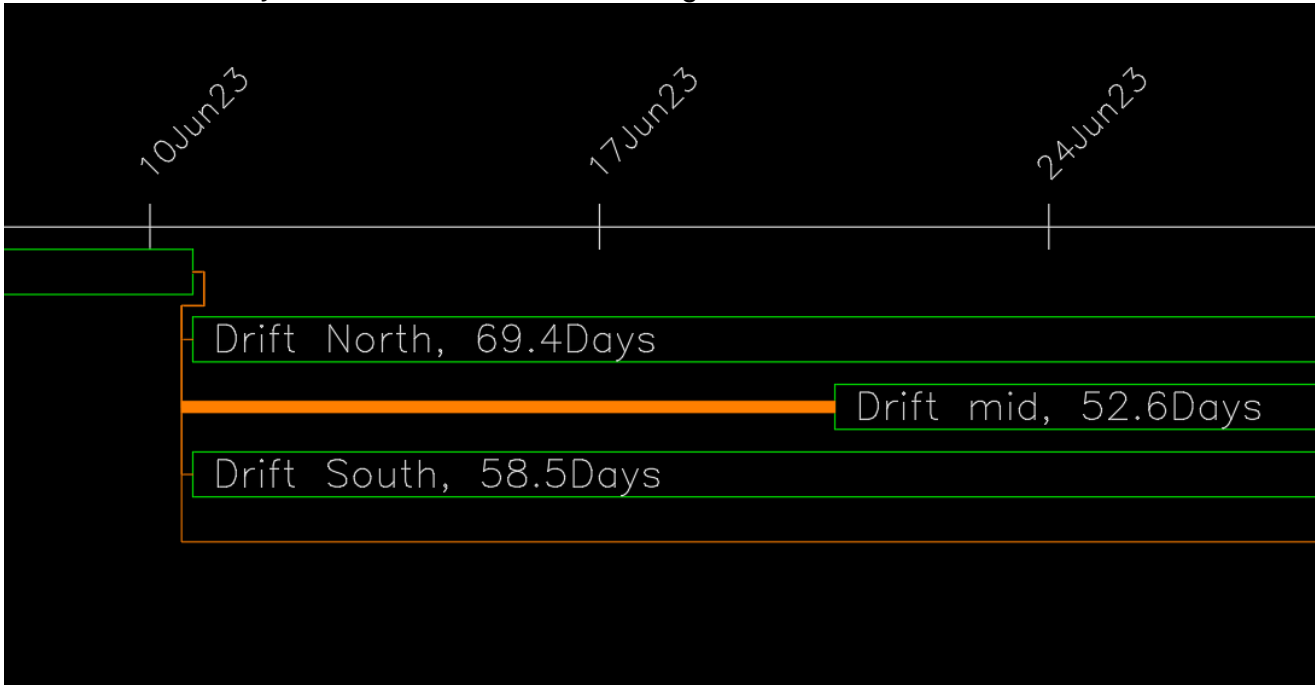 10Jun23
17Jun23
24Jun23
Drift North, 69.4Days
Drift mid, 52.6Days
Drift South, 58.5Days